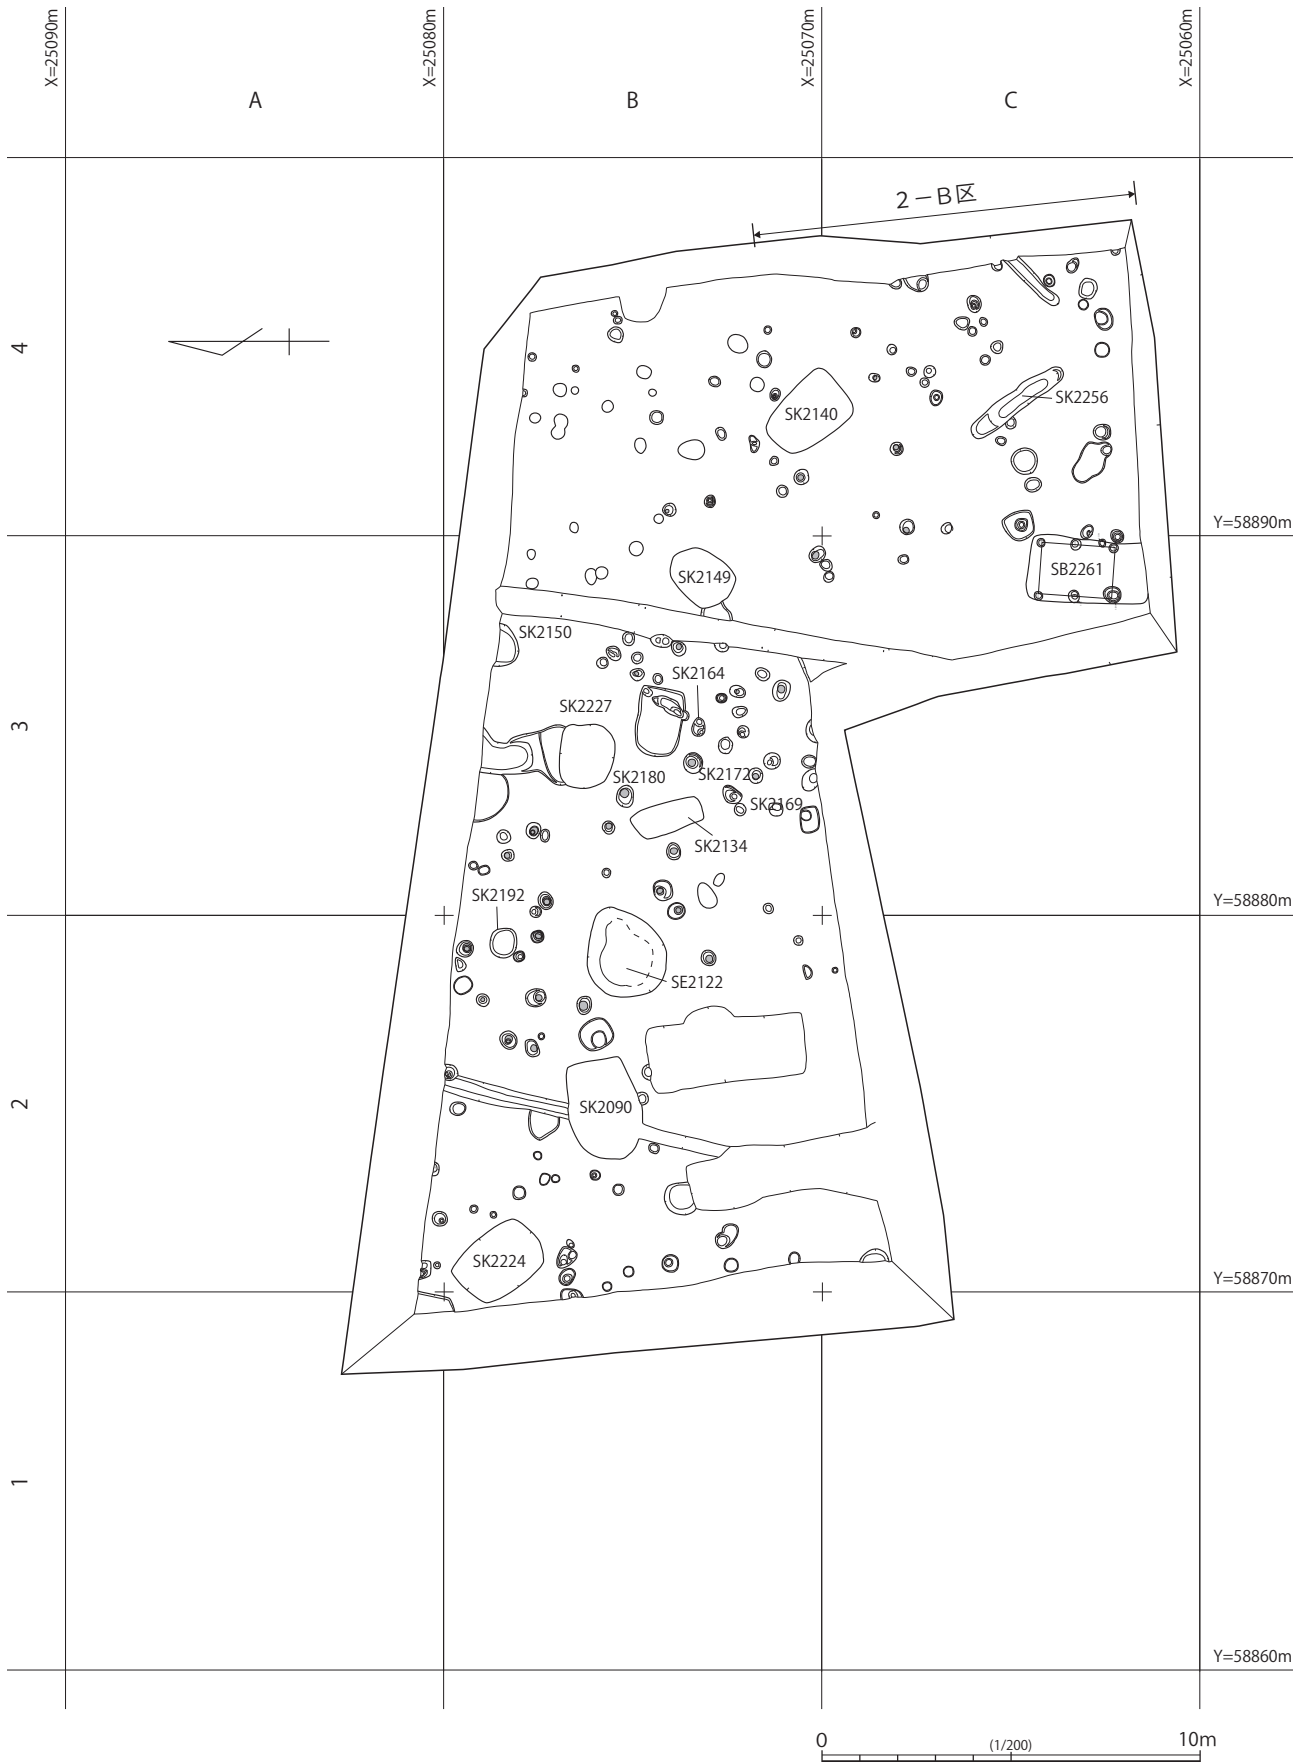 X=25090m
X=25080m
X=25070m
X=25060m
A
B
C
2－B区
4
SK2140
SK2256
Y=58890m
SK2149
SB2261
SK2150
SK2164
SK2227
3
SK2180
SK2172
SK2169
SK2134
SK2192
Y=58880m
SE2122
2
SK2090
SK2224
Y=58870m
1
Y=58860m
0
(1/200)
10m